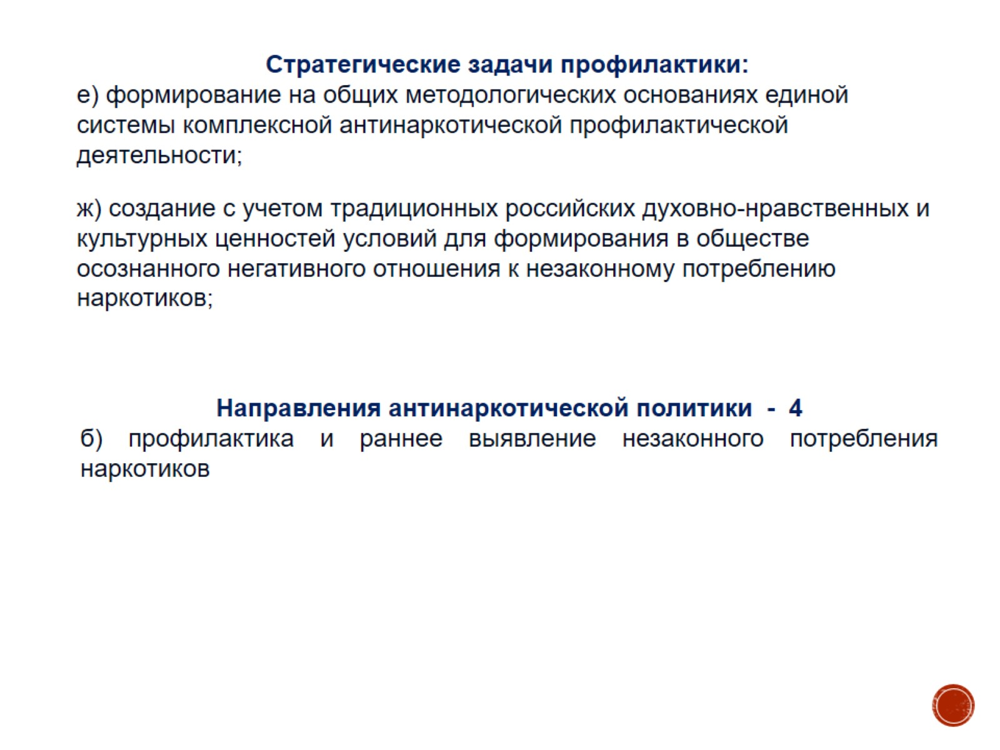 Стратегические задачи профилактики:
е) формирование на общих методологических основаниях единой
системы комплексной антинаркотической профилактической
деятельности;
ж) создание с учетом традиционных российских духовно-нравственных и
культурных ценностей условий для формирования в обществе
осознанного негативного отношения к незаконному потреблению
наркотиков;
Направления антинаркотической политики - 4
б) профилактика и раннее выявление незаконного потребления
наркотиков